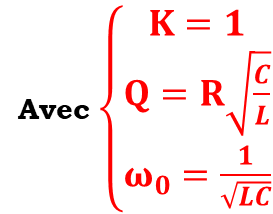 K = 1
Avec { Q = R√(C/L)
ω₀ = 1/√(LC)